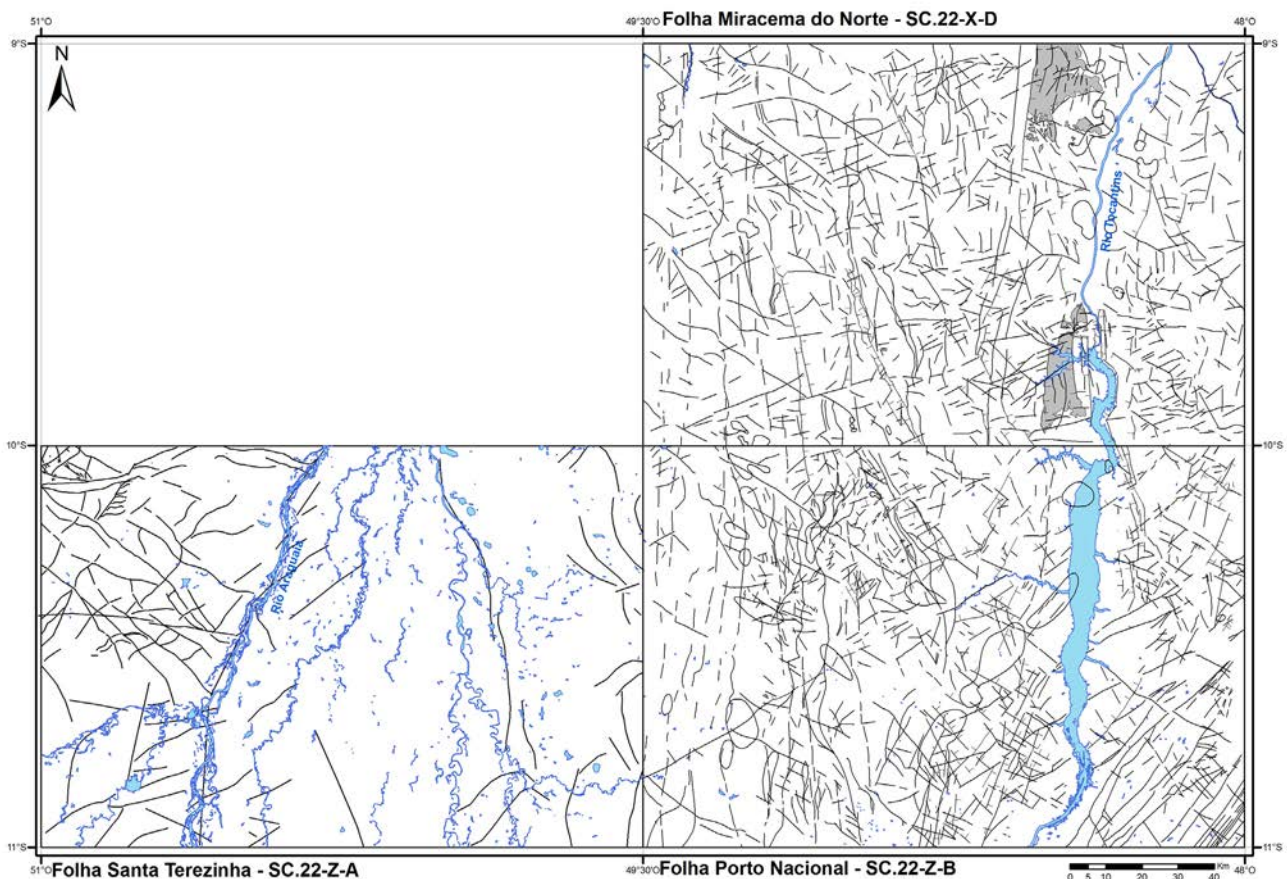 51°O
49°30'O
Folha Miracema do Norte - SC.22-X-D
48°O
9°S
9°S
N
Rio Tocantins
10°S
10°S
Rio Araguaia
11°S
11°S
51°O
Folha Santa Terezinha - SC.22-Z-A
49°30'O
Folha Porto Nacional - SC.22-Z-B
Km
0 5 10 20 30 40
48°O